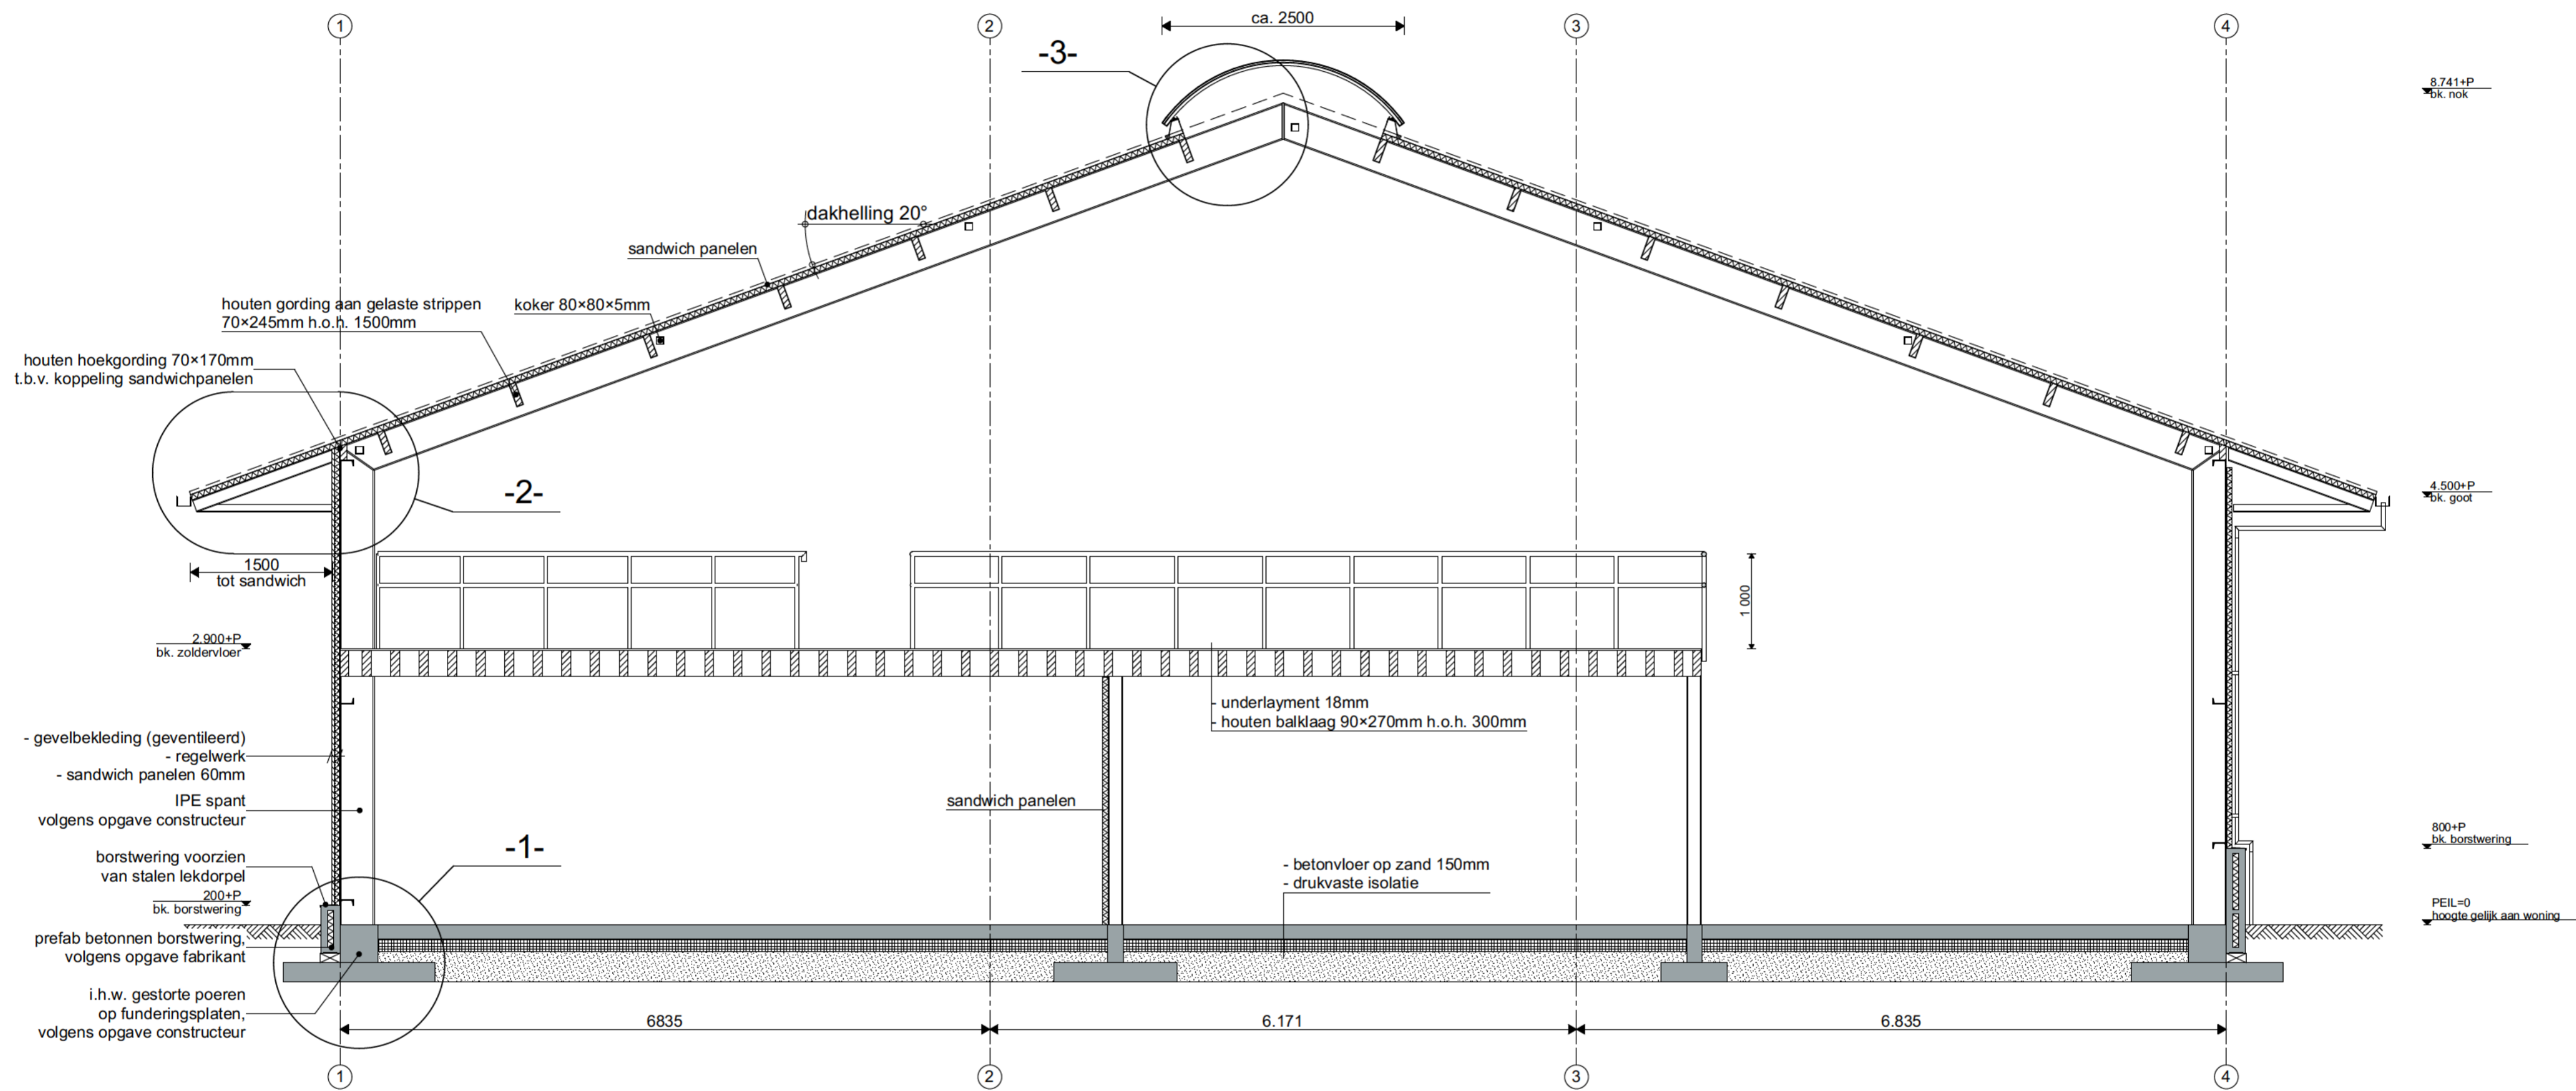 1
2
ca. 2500
3
4
-3-
8.741+P
bk. nok
dakhelling 20°
sandwich panelen
houten gording aan gelaste strippen
70×245mm h.o.h. 1500mm
koker 80×80×5mm
houten hoekgording 70×170mm
t.b.v. koppeling sandwichpanelen
-2-
4.500+P
bk. goot
1500
tot sandwich
1 000
2.900+P
bk. zoldervloer
- underlayment 18mm
- houten balklaag 90×270mm h.o.h. 300mm
- gevelbekleding (geventileerd)
- regelwerk
- sandwich panelen 60mm
IPE spant
volgens opgave constructeur
sandwich panelen
-1-
borstwering voorzien
van stalen lekdorpel
800+P
bk. borstwering
- betonvloer op zand 150mm
- drukvaste isolatie
200+P
bk. borstwering
PEIL=0
hoogte gelijk aan woning
prefab betonnen borstwering,
volgens opgave fabrikant
i.h.w. gestorte poeren
op funderingsplaten,
volgens opgave constructeur
6835
6.171
6.835
1
2
3
4